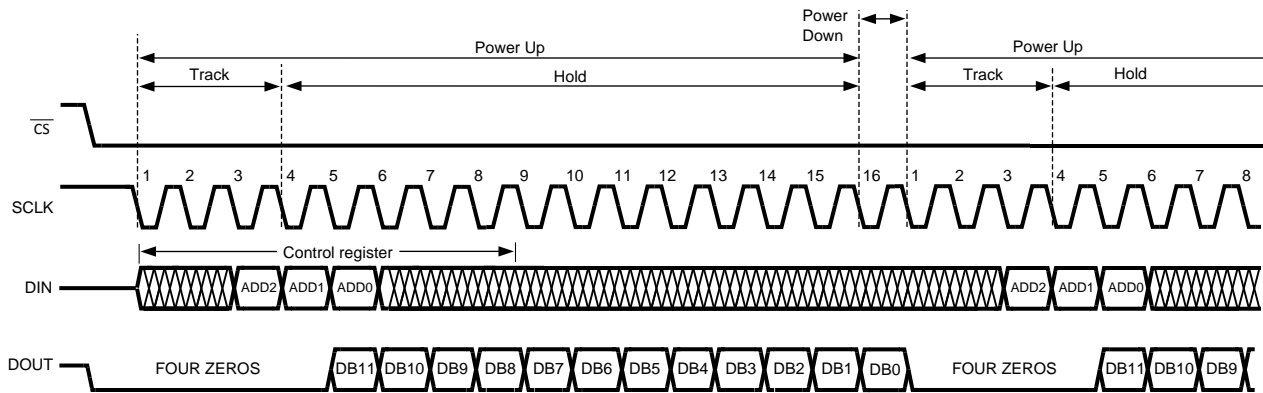 Power
Down
Power Up
Power Up
Track
Hold
Track
Hold
CS
1 2 3 4 5 6 7 8 9 10 11 12 13 14 15 16 1 2 3 4 5 6 7 8
SCLK
Control register
DIN
ADD2 ADD1 ADD0 ADD2 ADD1 ADD0
DOUT
FOUR ZEROS DB11 DB10 DB9 DB8 DB7 DB6 DB5 DB4 DB3 DB2 DB1 DB0 FOUR ZEROS DB11 DB10 DB9